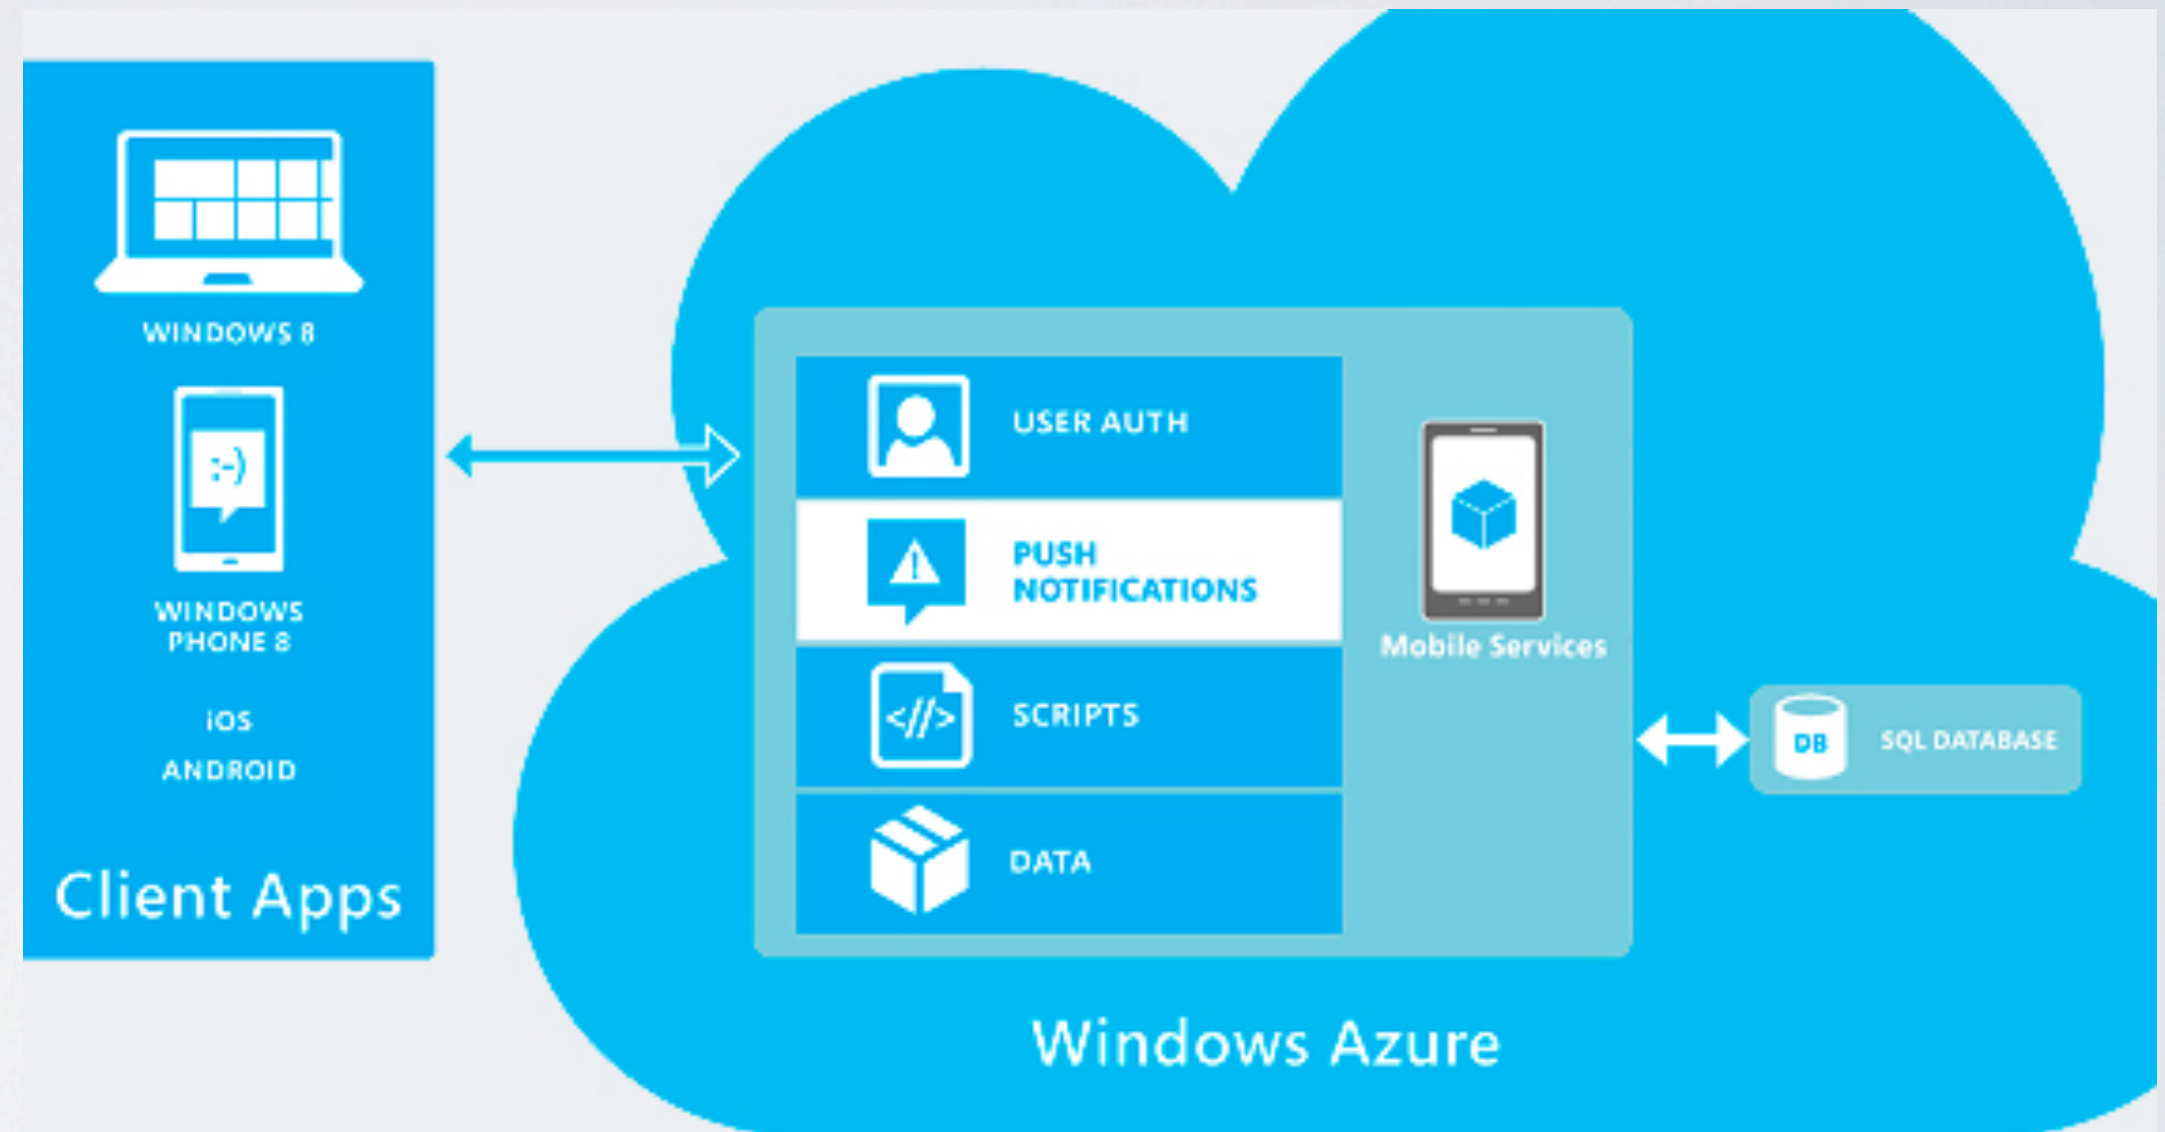 WINDOWS 8
:-)
WINDOWS
PHONE 8
iOS
ANDROID
Client Apps
USER AUTH
PUSH
NOTIFICATIONS
<//>
SCRIPTS
DATA
Mobile Services
DB
SQL DATABASE
Windows Azure